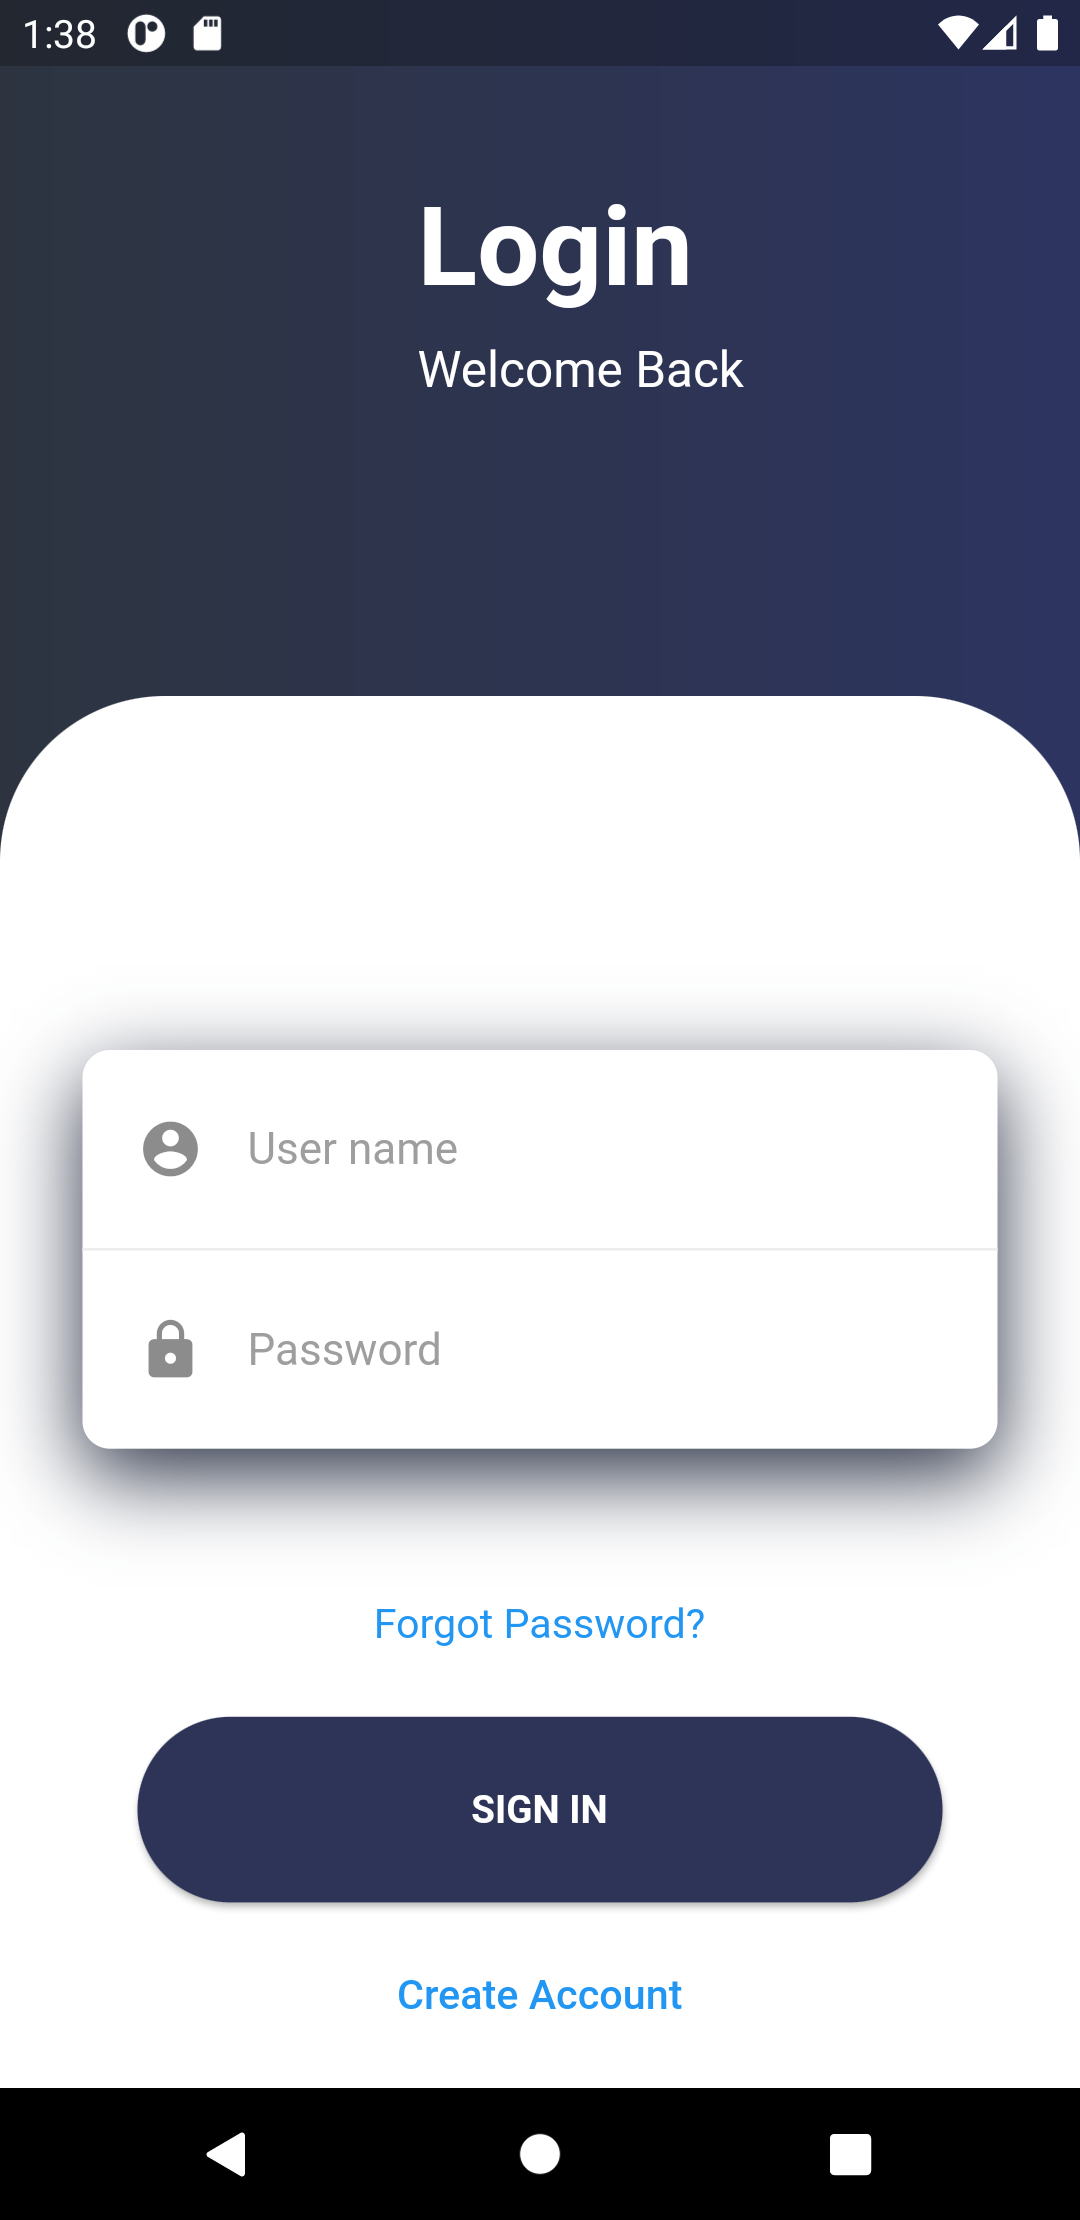 1:38
Login
Welcome Back
User name
Password
Forgot Password?
SIGN IN
Create Account